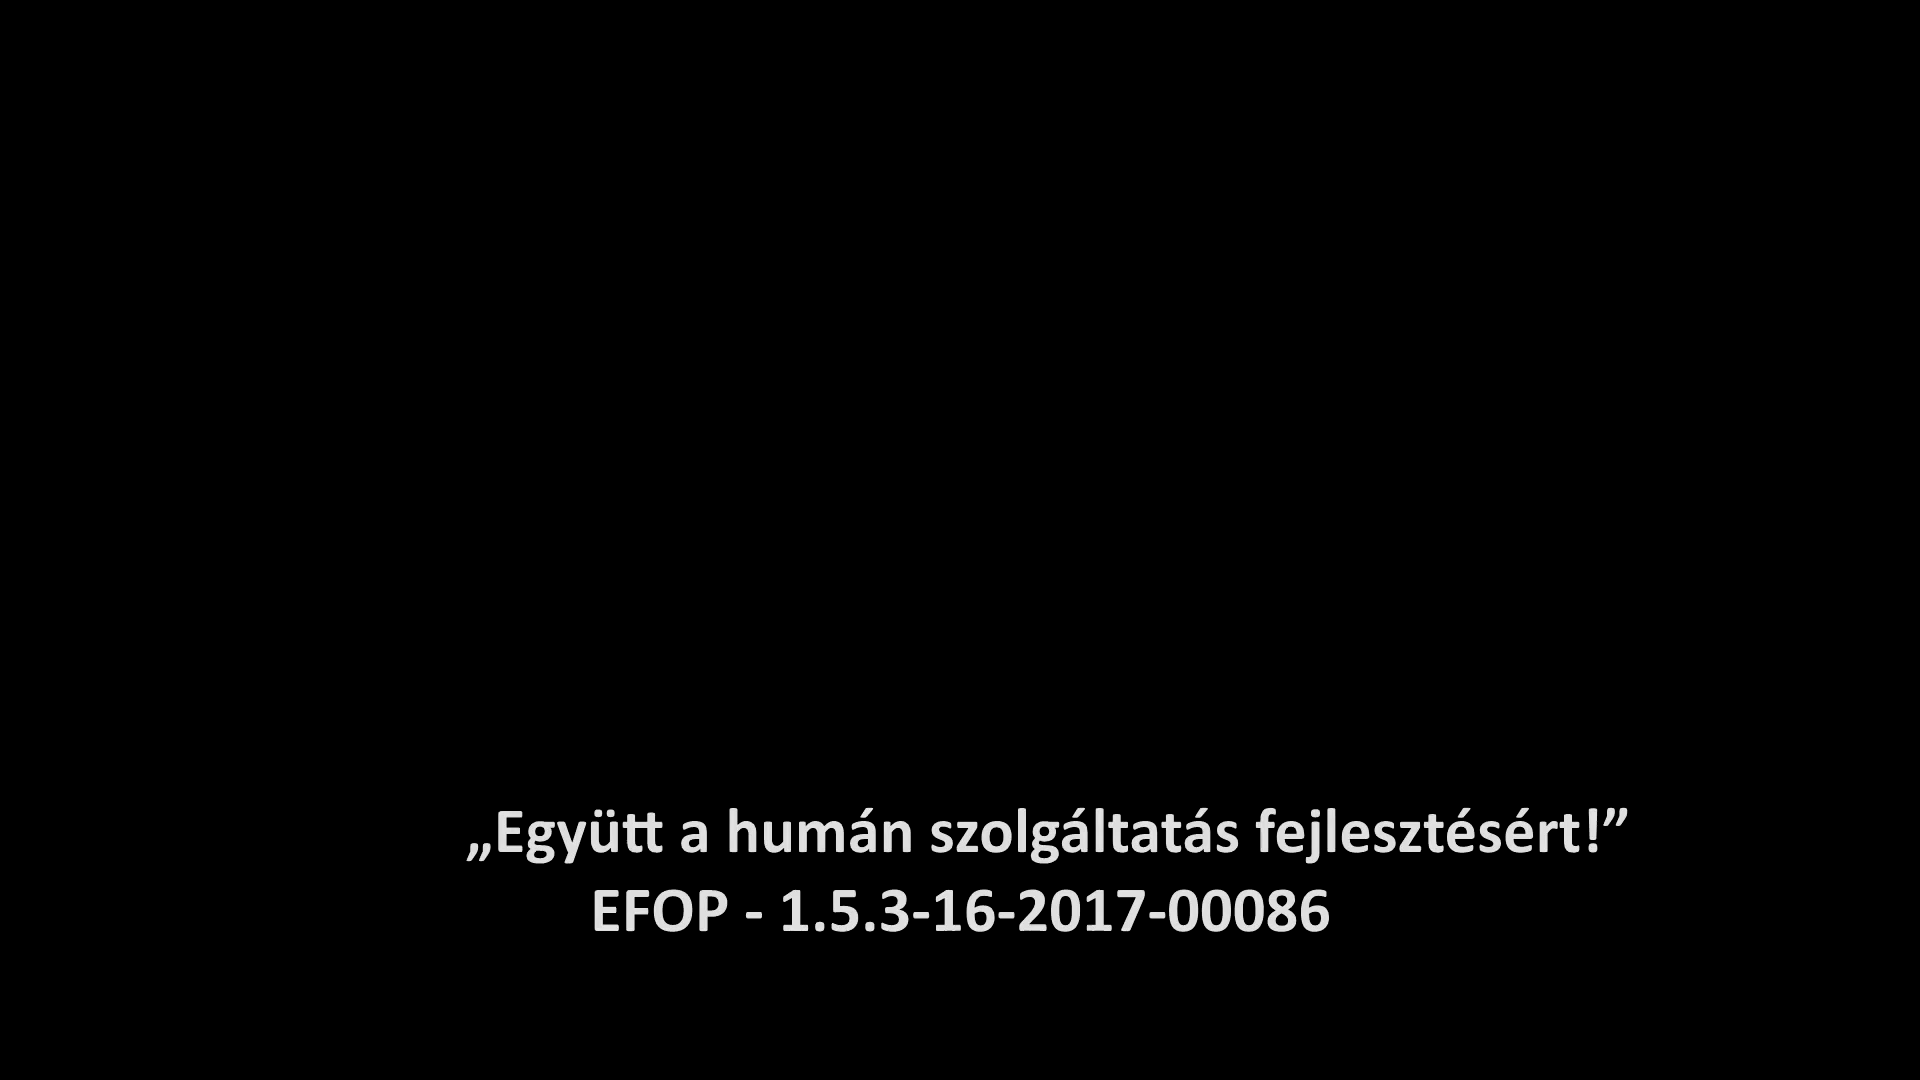 „Együtt a humán szolgáltatás fejlesztésért!”
EFOP - 1.5.3-16-2017-00086